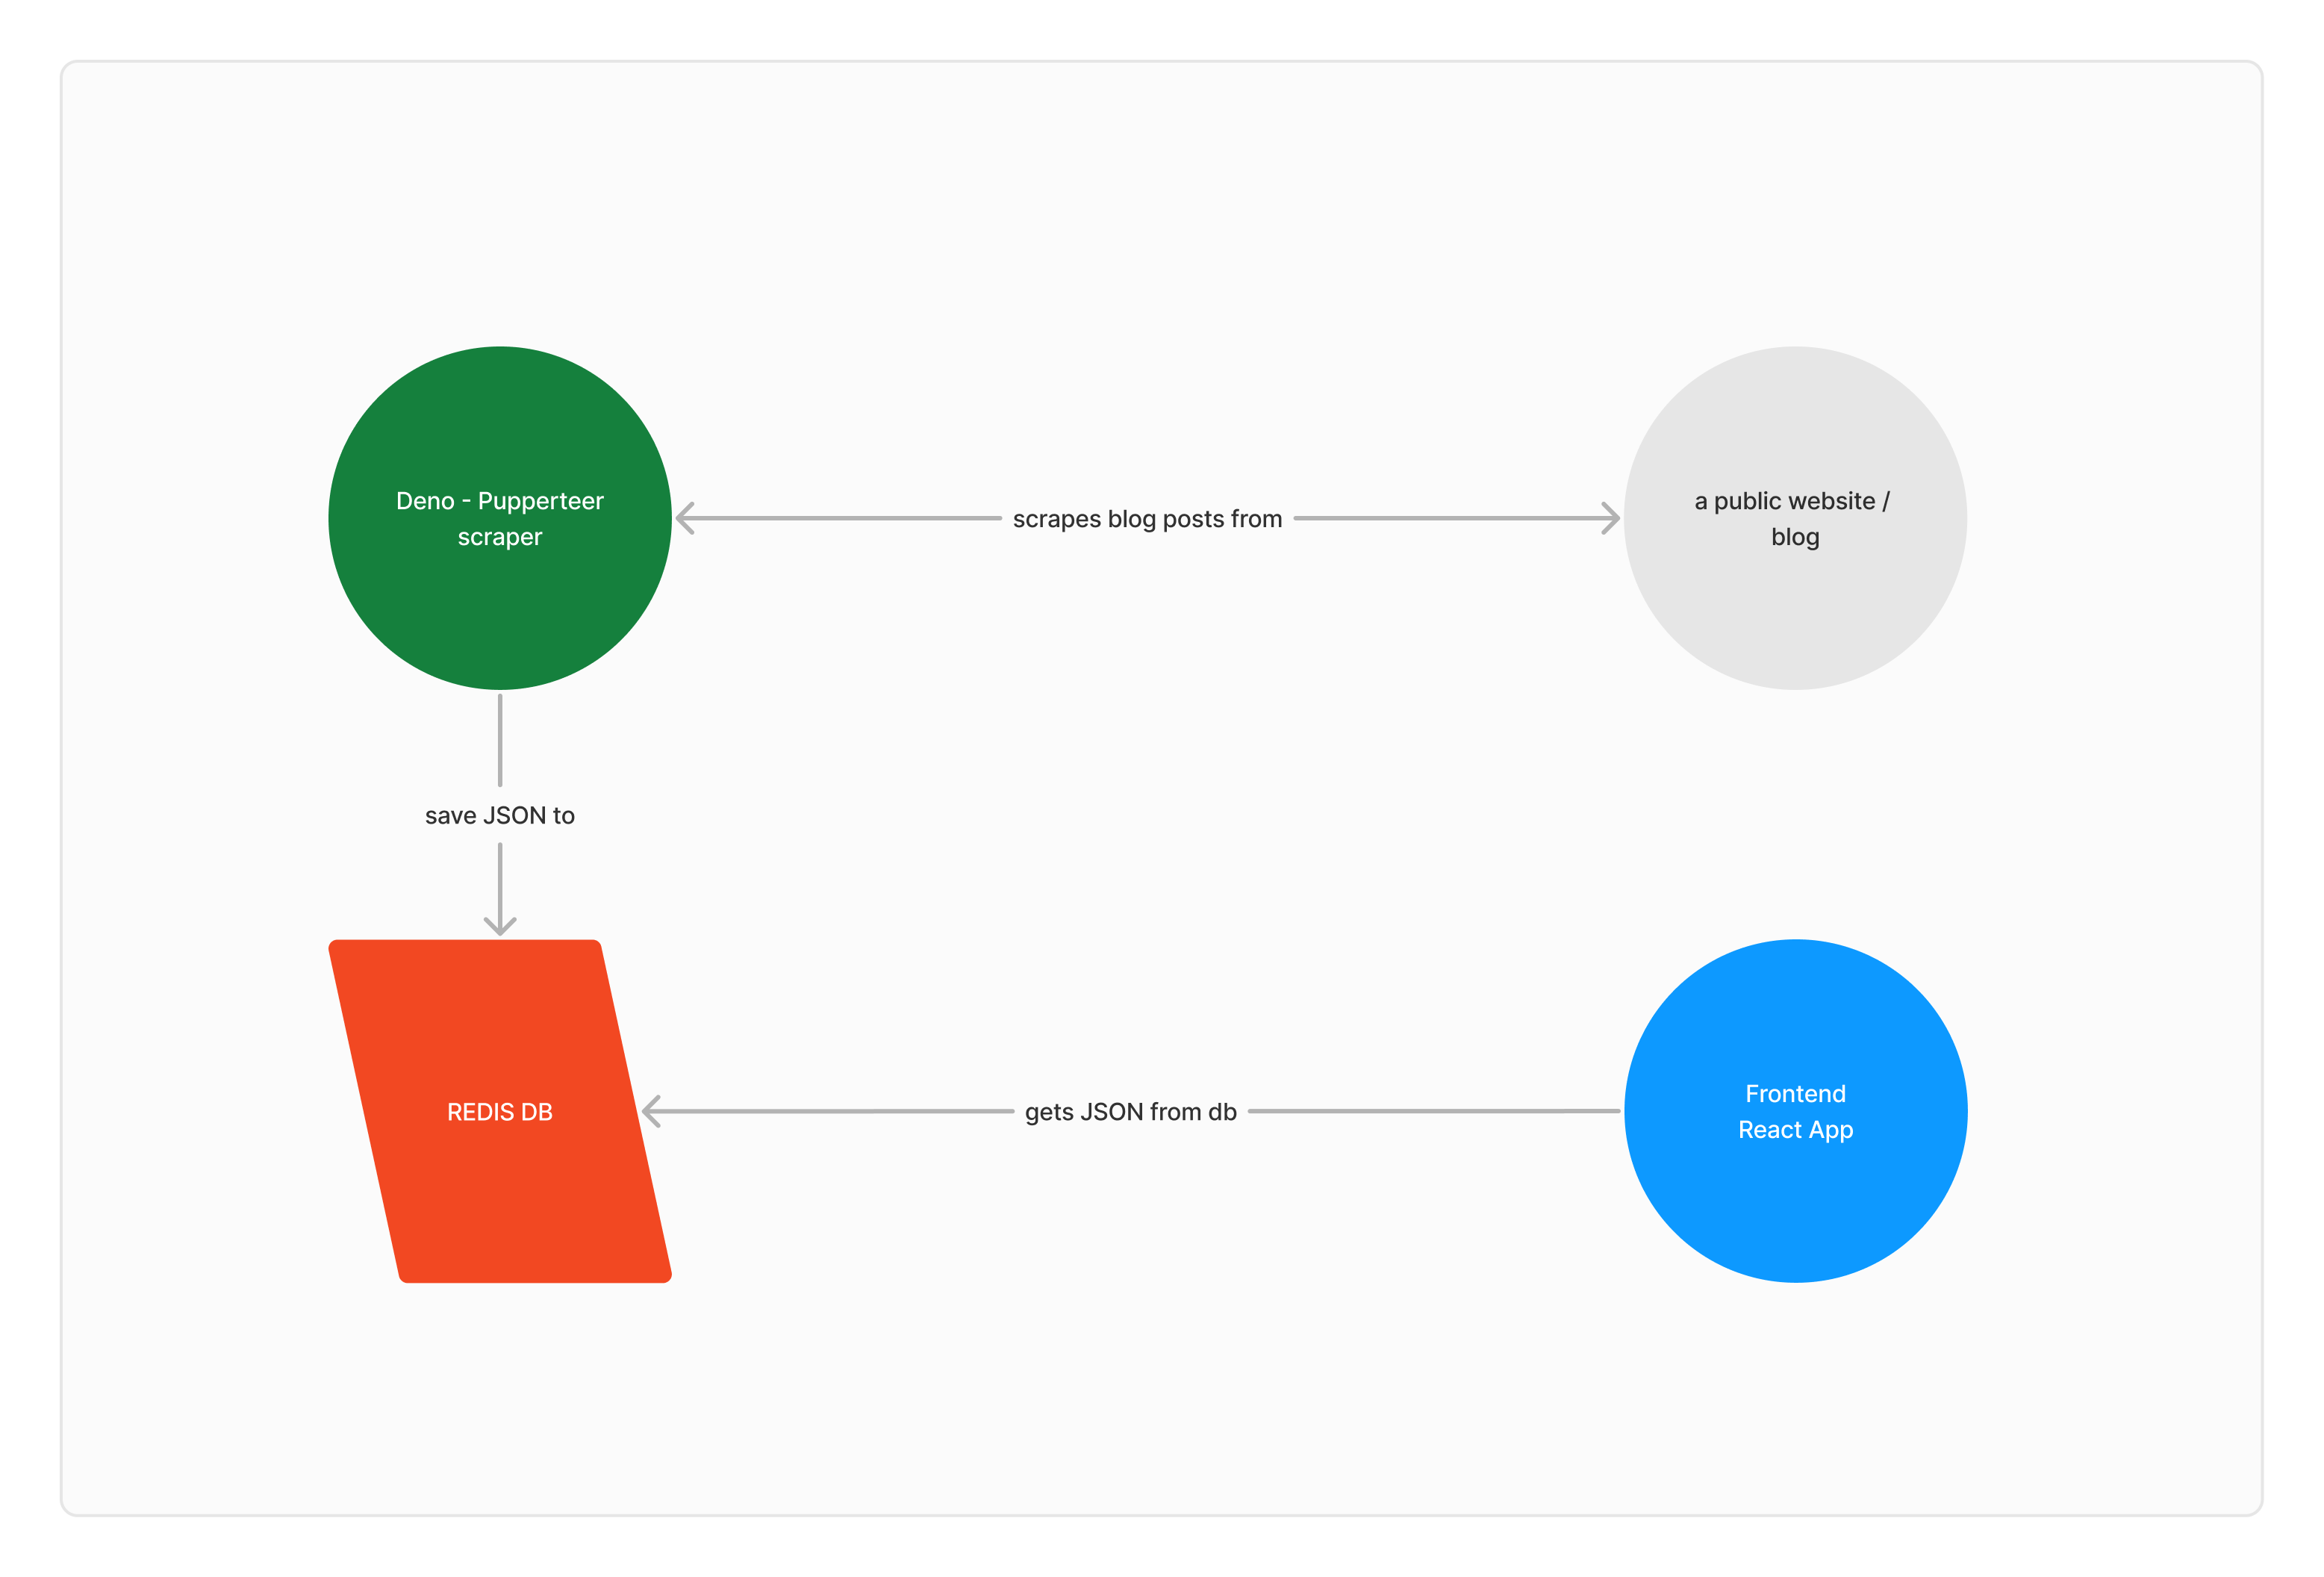 Deno - Pupperteer
scraper
scrapes blog posts from
a public website /
blog
save JSON to
REDIS DB
gets JSON from db
Frontend
React App